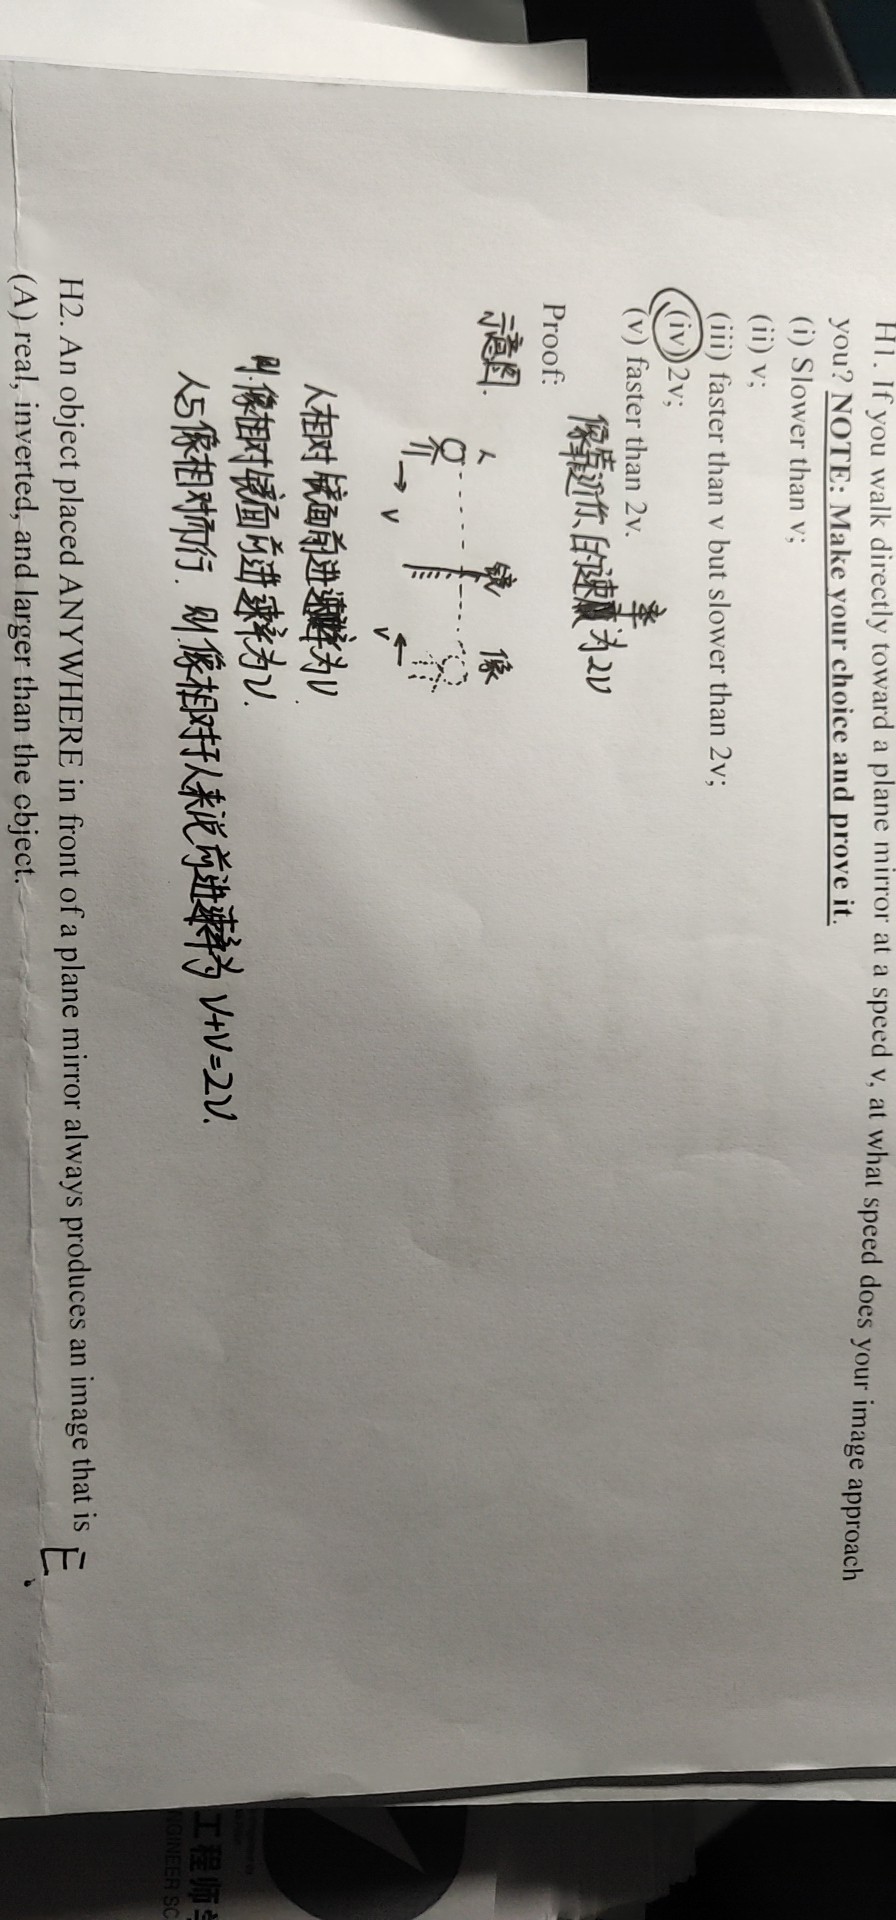 H1. If you walk directly toward a plane mirror at a speed v, at what speed does your image approach
you? NOTE: Make your choice and prove it.
(i) Slower than v;
(ii) v;
(iii) faster than v but slower than 2v;
(iv) 2v;
(v) faster than 2v.
率
像靠近你的速为2v
Proof:
示意图.
人 镜 像
v v
人相对镜面前进速率为v.
则.像相对镜面前进速率为v.
人与像相对而行. 则.像相对于人来说前进速率为 v+v=2v.
工程师学
NGINEER SC
H2. An object placed ANYWHERE in front of a plane mirror always produces an image that is E.
(A) real, inverted, and larger than the object.